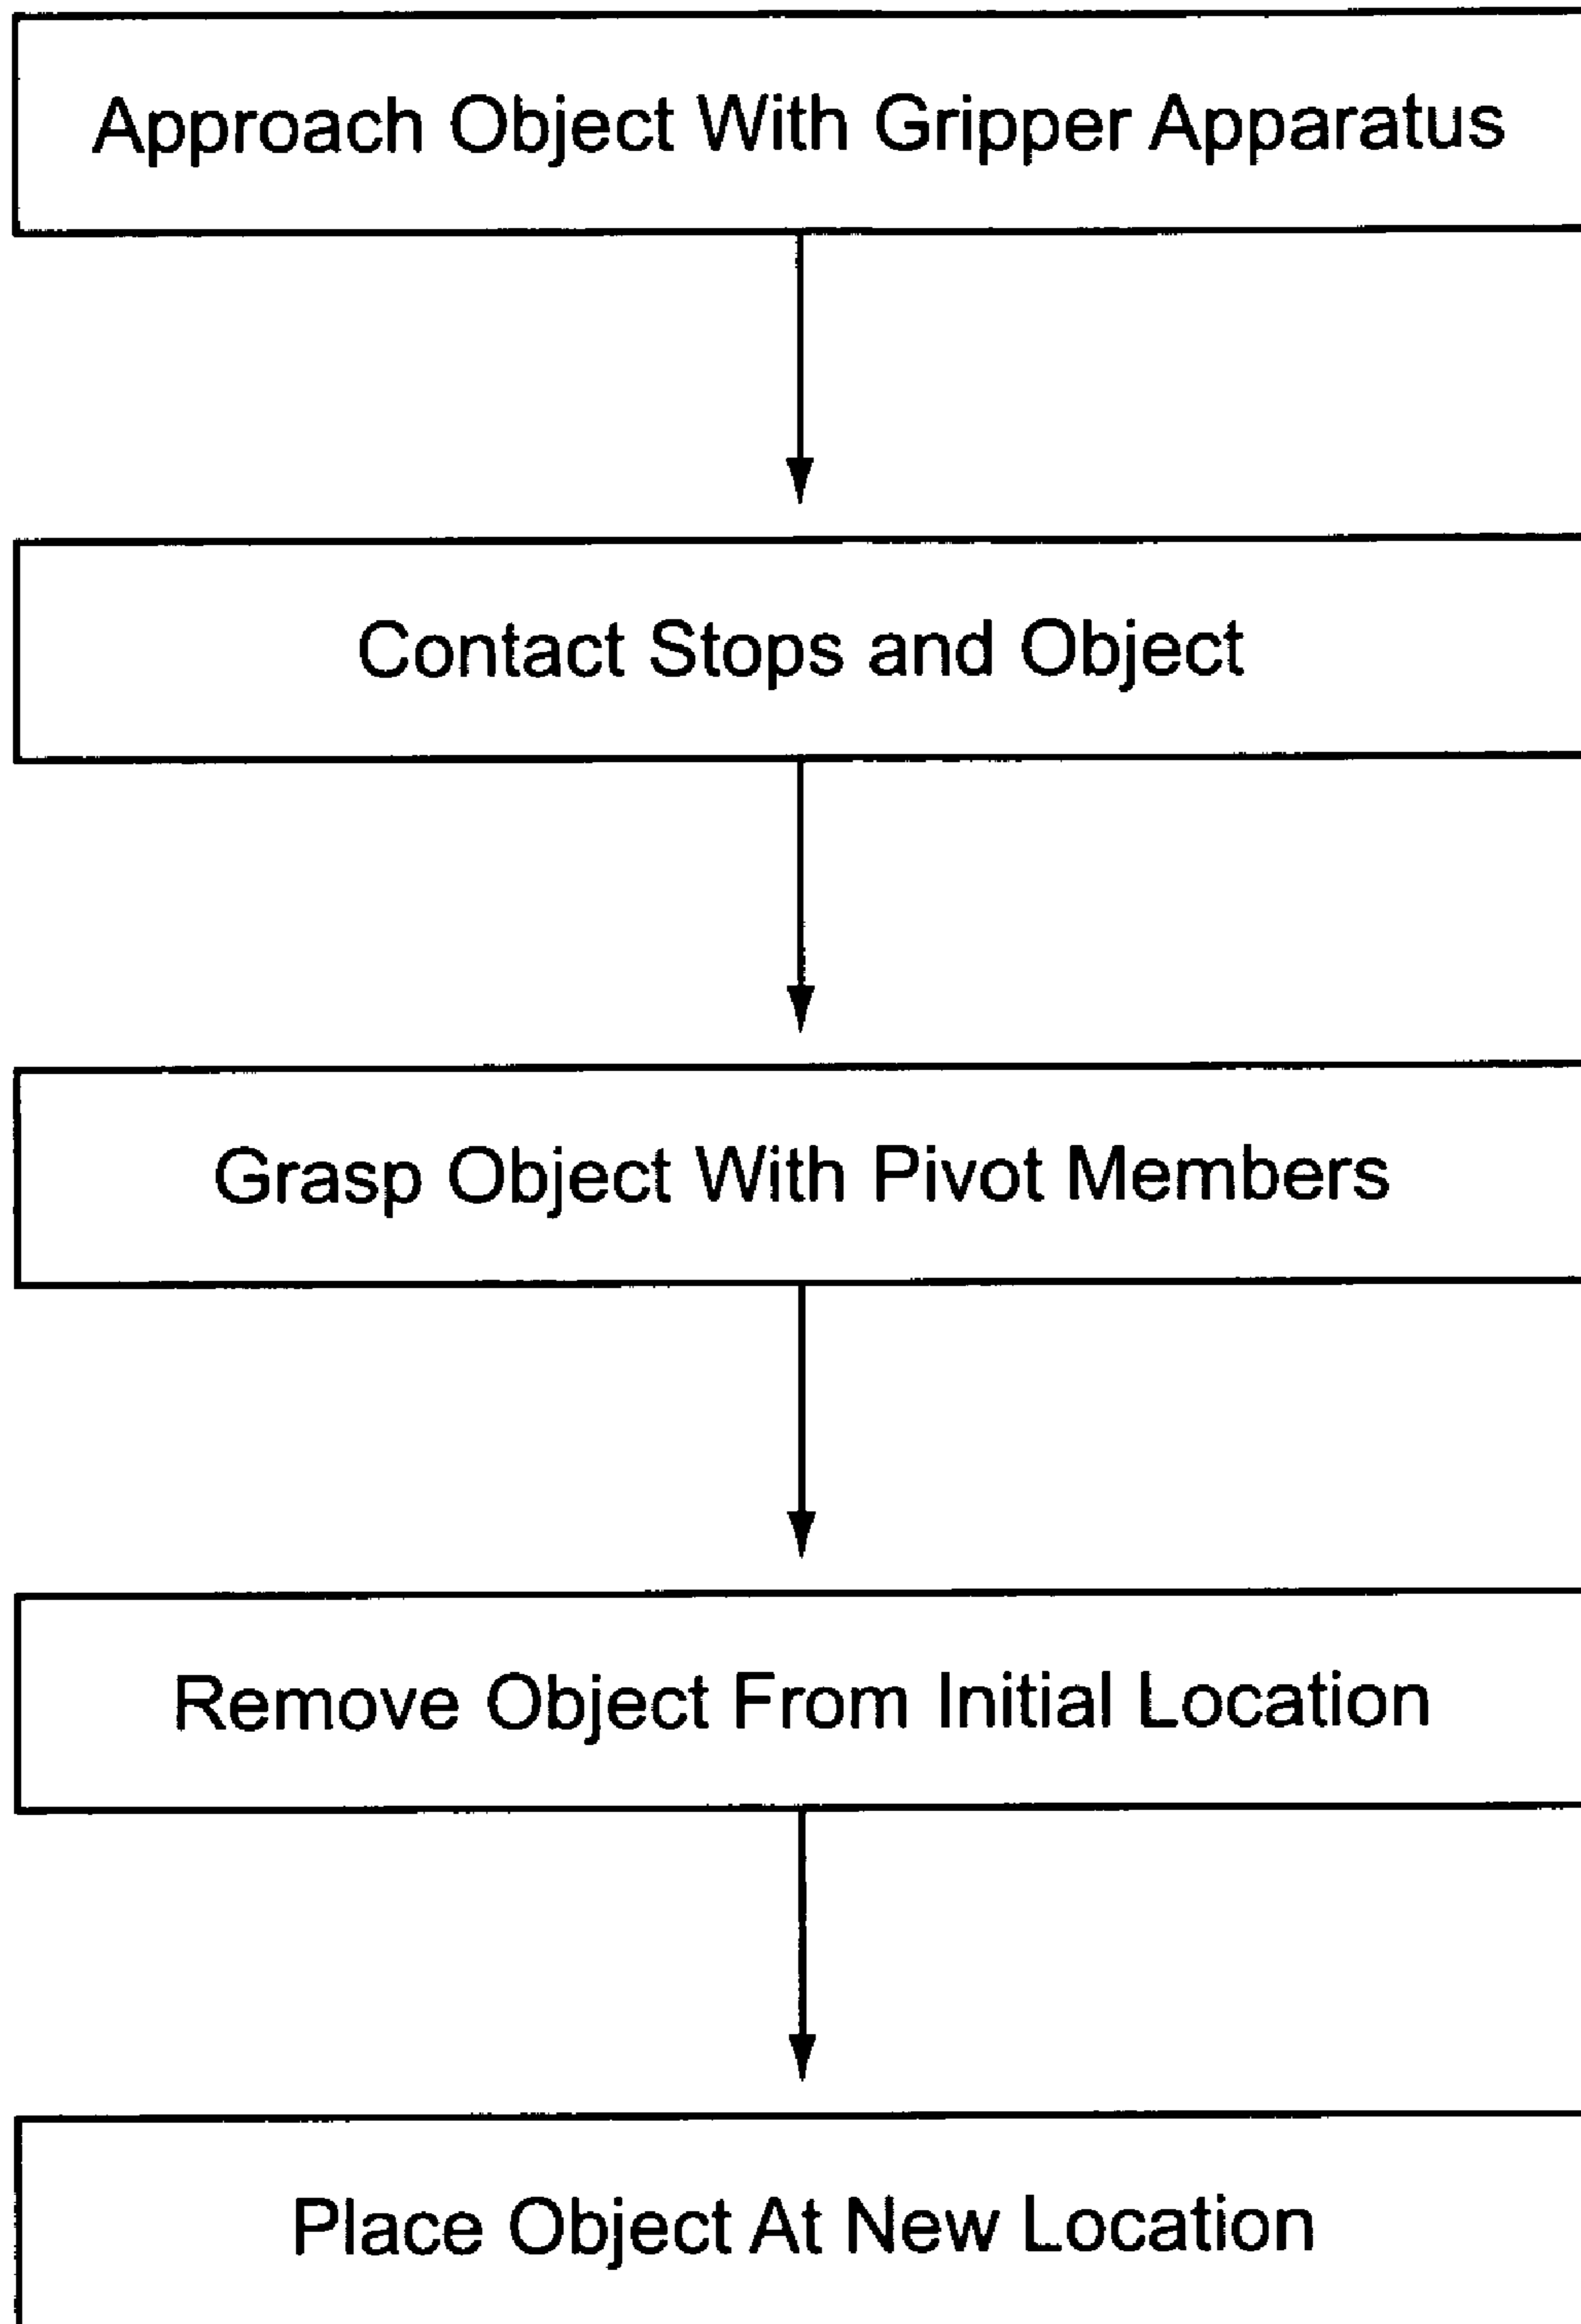 Approach Object With Gripper Apparatus
Contact Stops and Object
Grasp Object With Pivot Members
Remove Object From Initial Location
Place Object At New Location